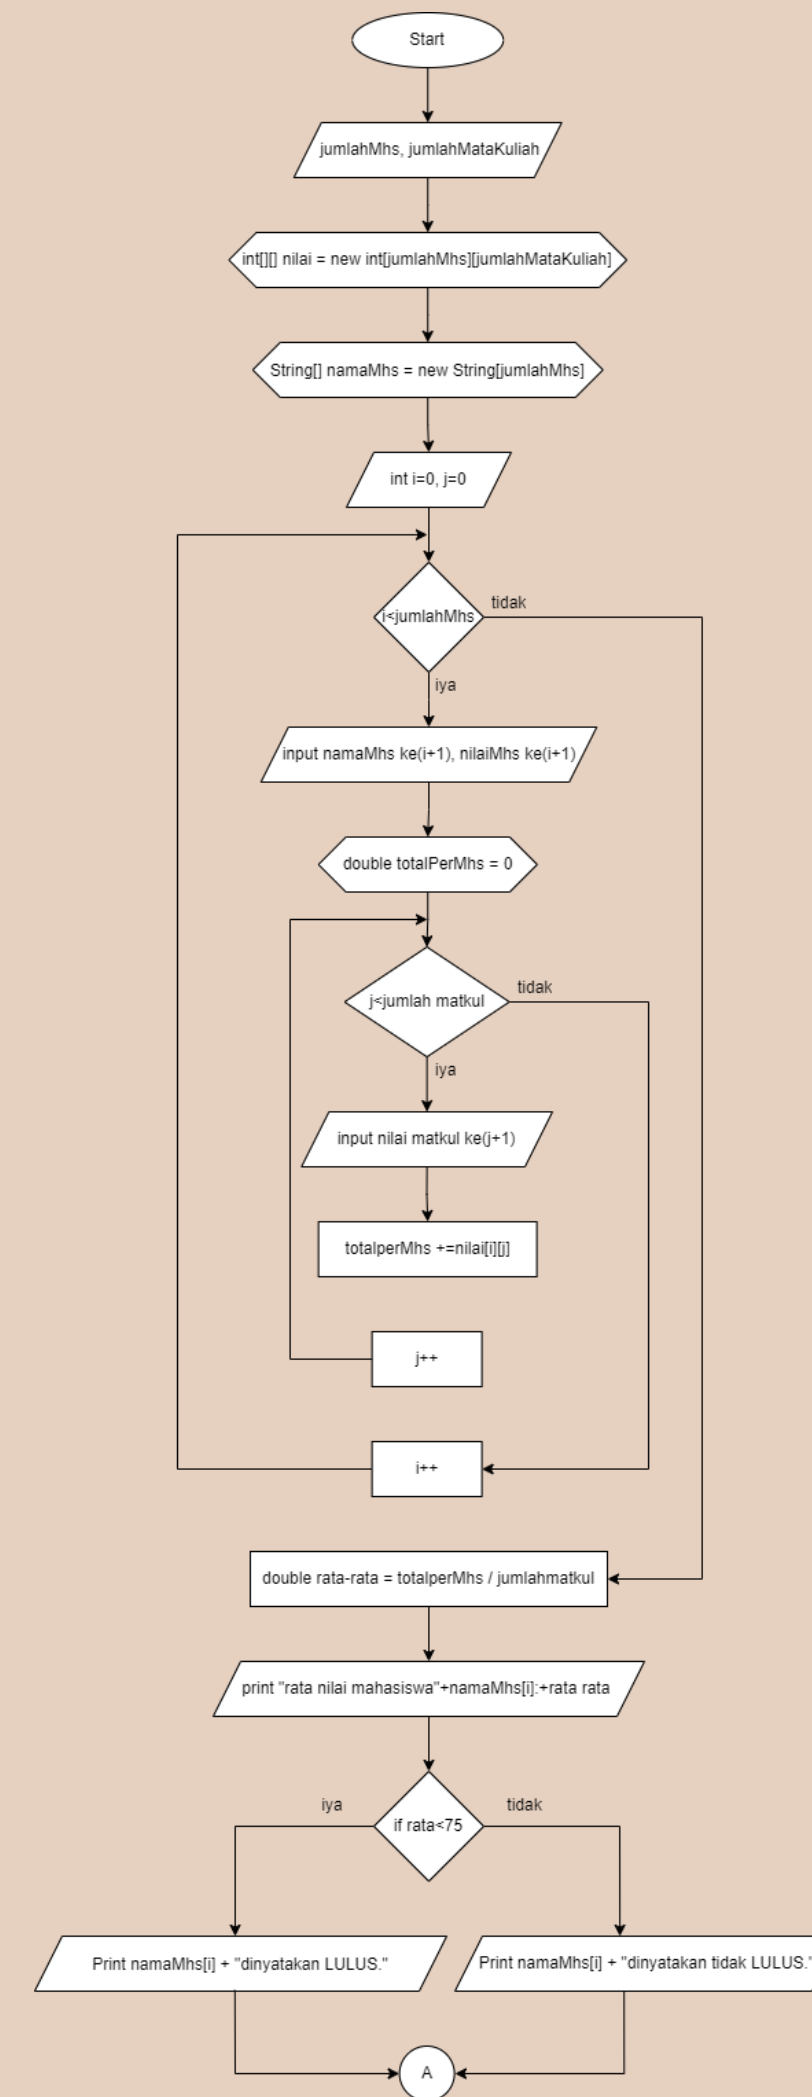 Start
jumlahMhs, jumlahMataKuliah
int[][] nilai = new int[jumlahMhs][jumlahMataKuliah]
String[] namaMhs = new String[jumlahMhs]
int i=0, j=0
i<jumlahMhs
tidak
iya
input namaMhs ke(i+1), nilaiMhs ke(i+1)
double totalPerMhs = 0
j<jumlah matkul
tidak
iya
input nilai matkul ke(j+1)
totalperMhs +=nilai[i][j]
j++
i++
double rata-rata = totalperMhs / jumlahmatkul
print "rata nilai mahasiswa"+namaMhs[i]:+rata rata
iya
if rata<75
tidak
Print namaMhs[i] + "dinyatakan LULUS."
Print namaMhs[i] + "dinyatakan tidak LULUS."
A